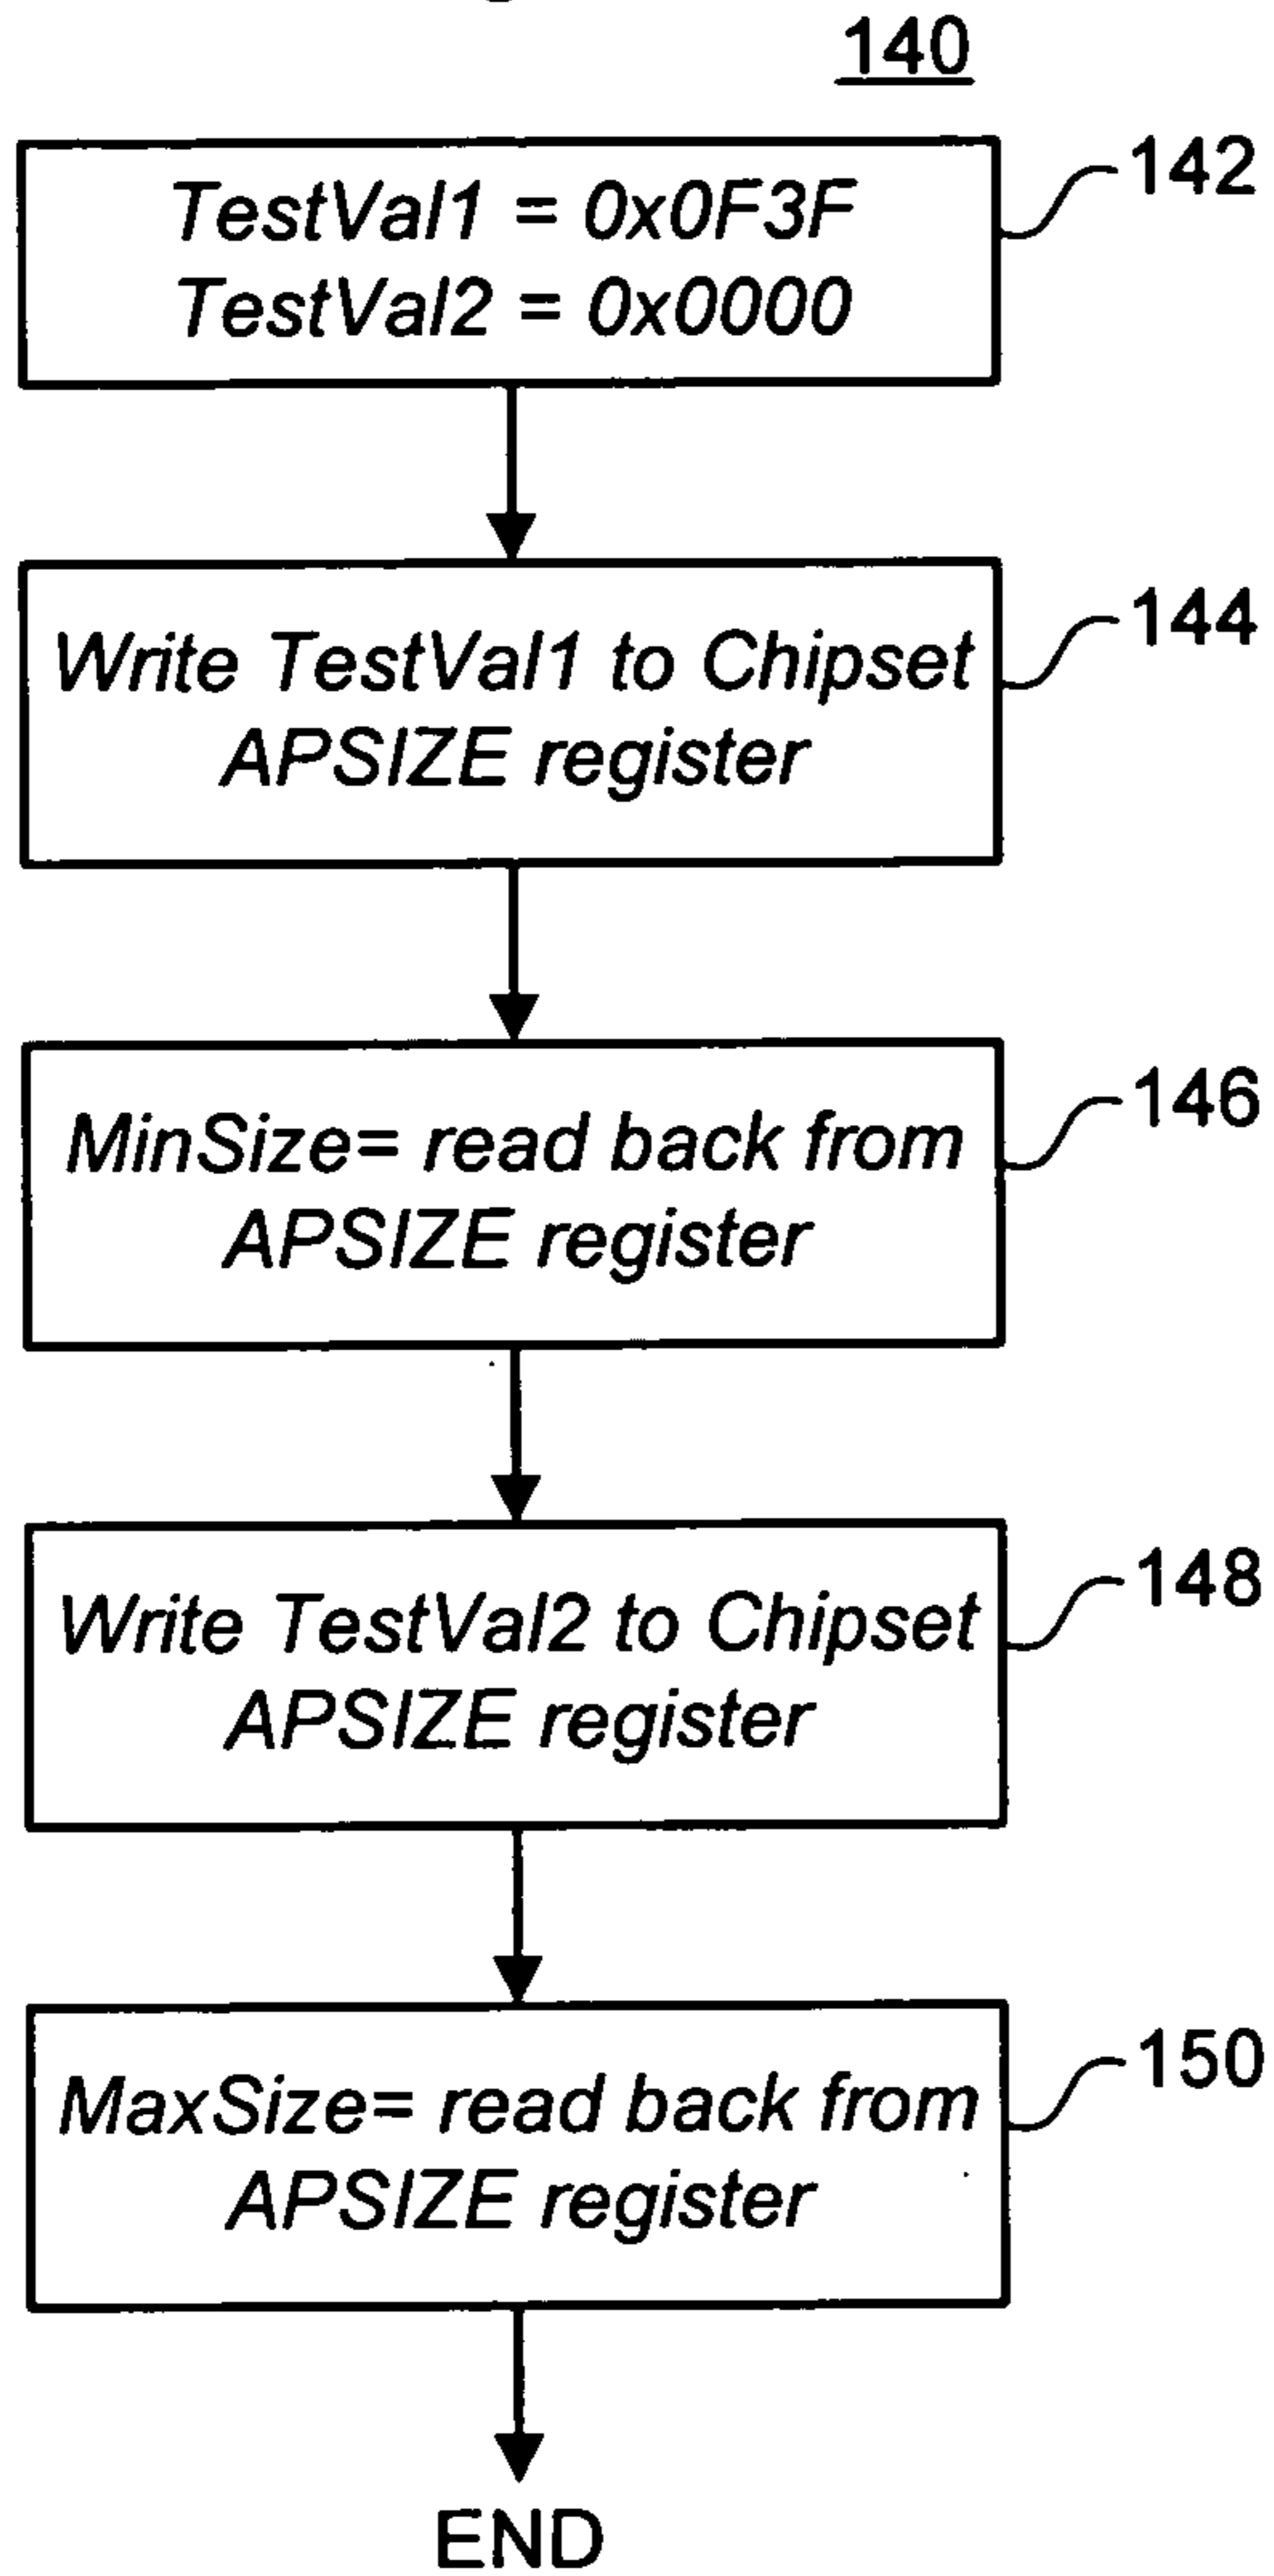 140
TestVal1 = 0x0F3F
TestVal2 = 0x0000
142
Write TestVal1 to Chipset
APSIZE register
144
MinSize= read back from
APSIZE register
146
Write TestVal2 to Chipset
APSIZE register
148
MaxSize= read back from
APSIZE register
150
END